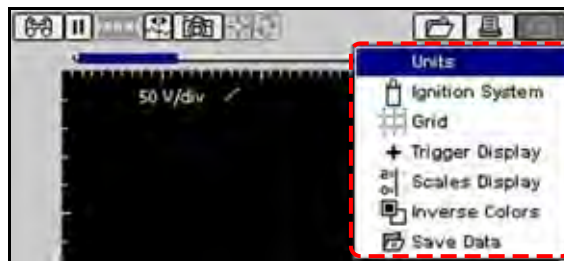 Units
50 V/div
Ignition System
Grid
Trigger Display
Scales Display
Inverse Colors
Save Data